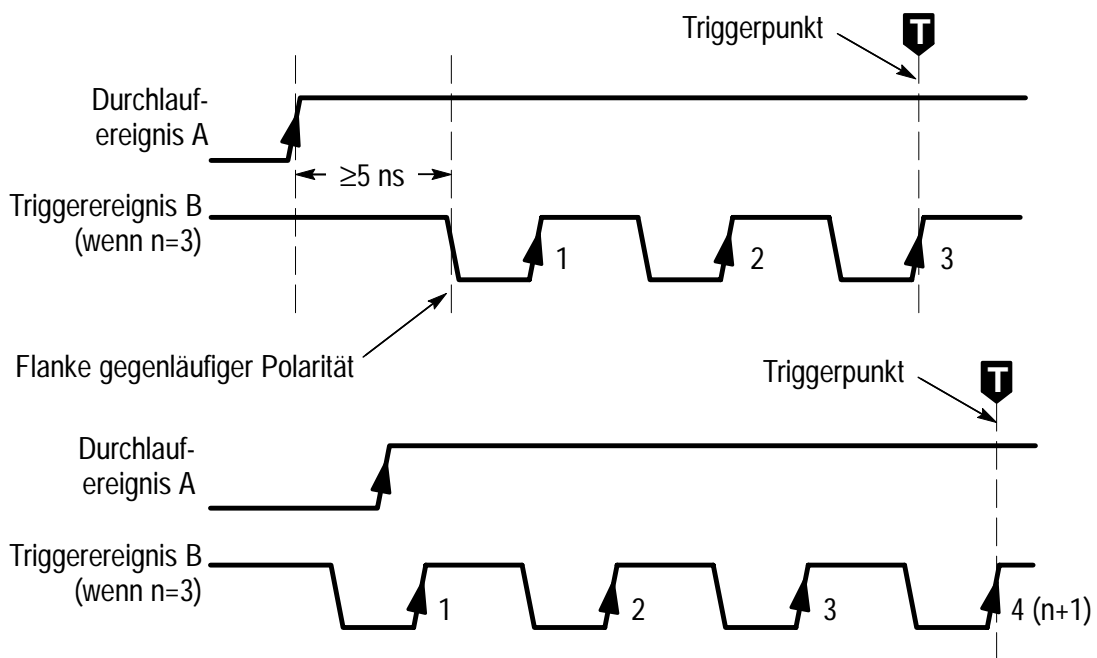 Triggerpunkt
T
Durchlauf-
ereignis A
≥5 ns
Triggerereignis B
(wenn n=3)
1
2
3
Flanke gegenläufiger Polarität
Triggerpunkt
T
Durchlauf-
ereignis A
Triggerereignis B
(wenn n=3)
1
2
3
4 (n+1)